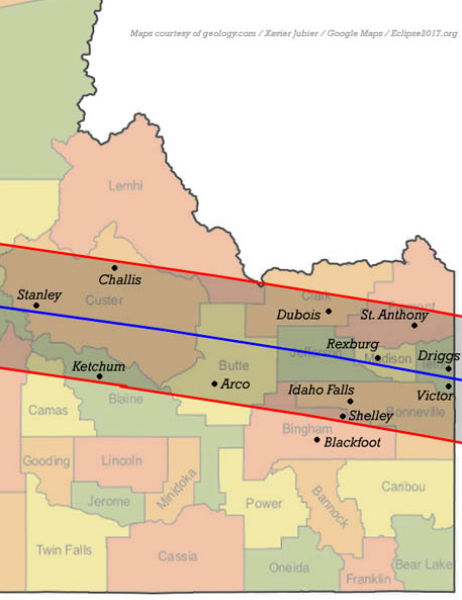 Maps courtesy of geology.com / Xavier Jubier / Google Maps / Eclipse2017.org
Lemhi
Challis
Stanley
Custer
Clark
Dubois
St. Anthony
Fremont
Rexburg
Jefferson
Madison
Driggs
Teton
Ketchum
Butte
Arco
Victor
Idaho Falls
Blaine
Camas
Shelley
Bonneville
Bingham
Blackfoot
Gooding
Lincoln
Minidoka
Caribou
Jerome
Power
Bannock
Twin Falls
Cassia
Oneida
Franklin
Bear Lake